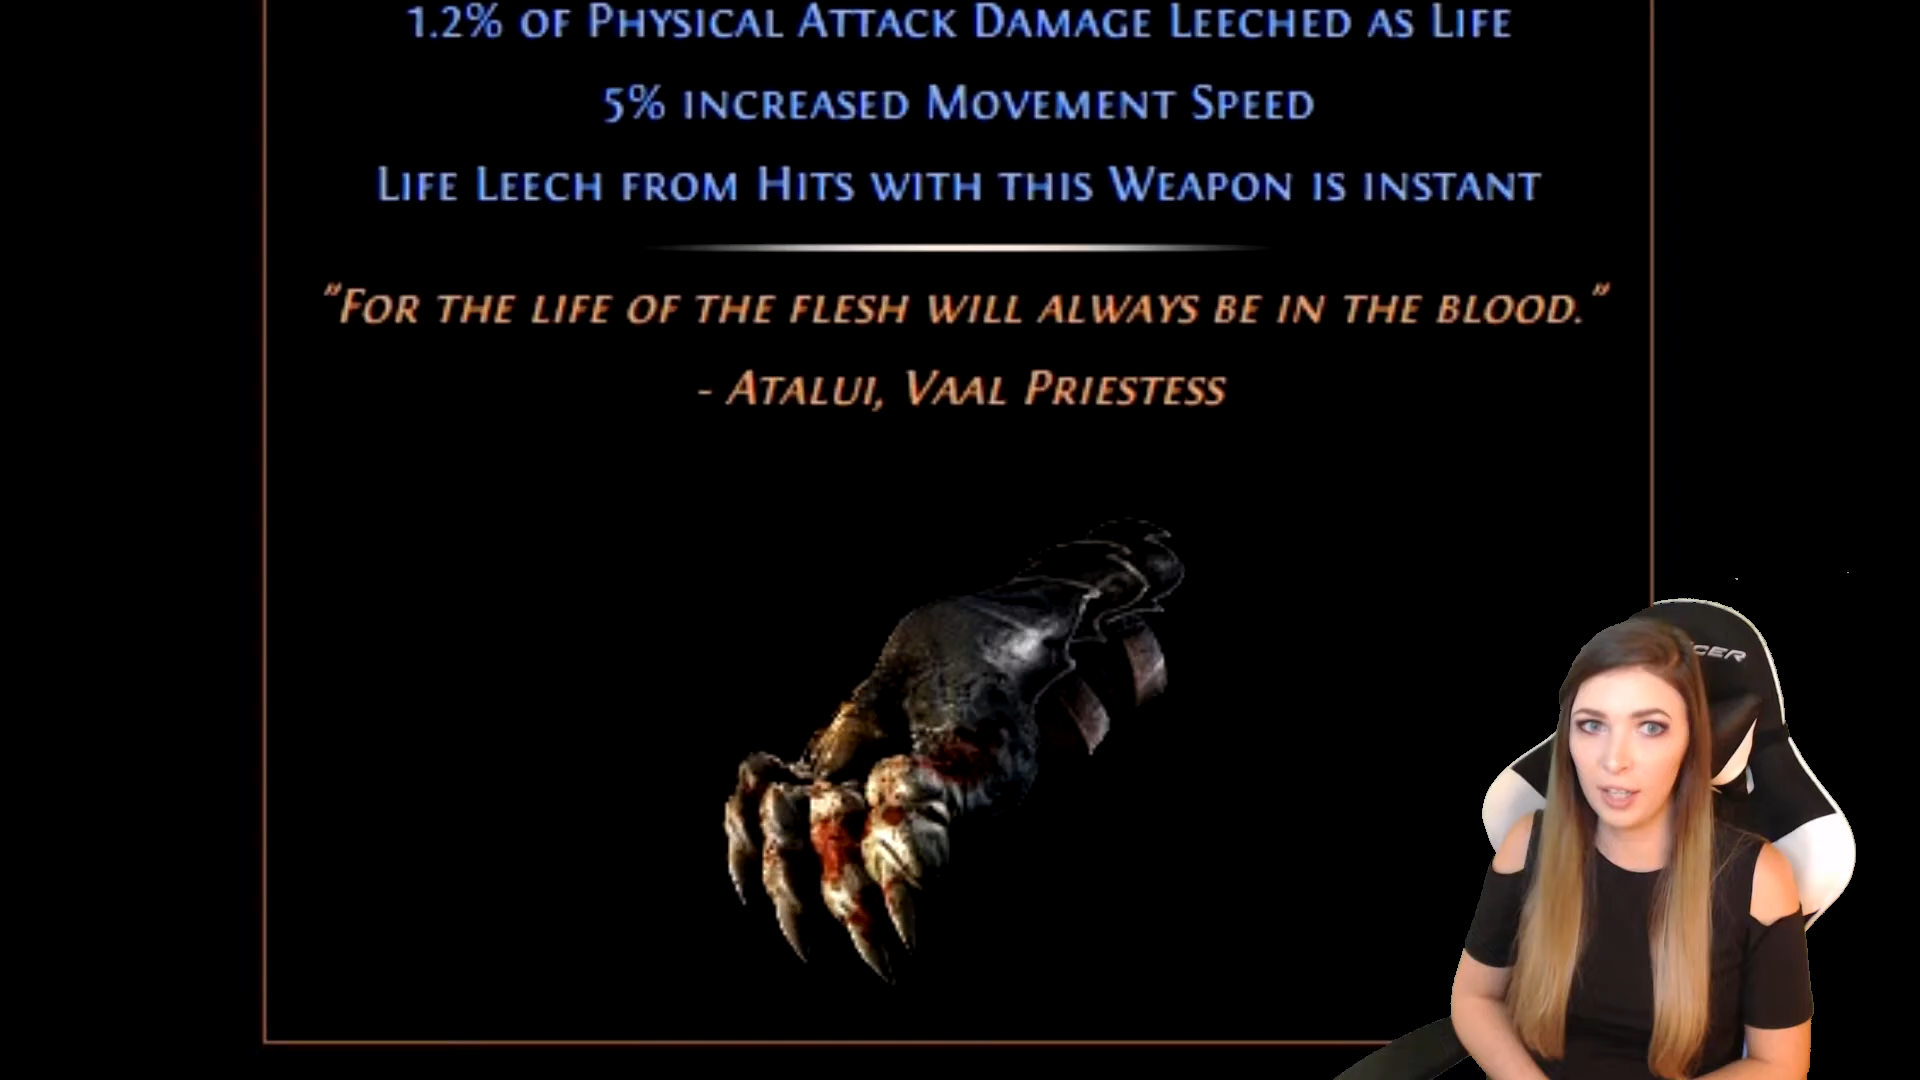 1.2% of Physical Attack Damage Leeched as Life
5% increased Movement Speed
Life Leech from Hits with this Weapon is instant
"For the life of the flesh will always be in the blood."
- Atalui, Vaal Priestess
CER